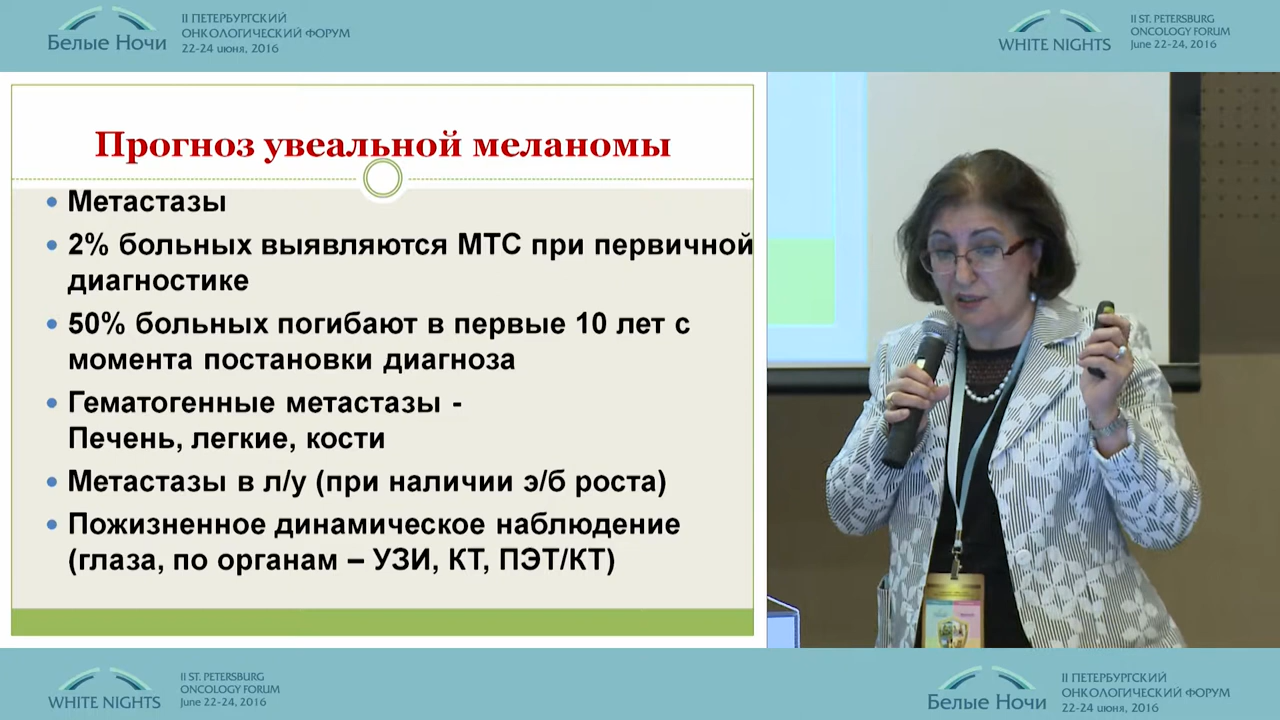 Белые Ночи
II ПЕТЕРБУРГСКИЙ
ОНКОЛОГИЧЕСКИЙ ФОРУМ
22-24 июня, 2016
WHITE NIGHTS
II ST. PETERSBURG
ONCOLOGY FORUM
June 22-24, 2016
Прогноз увеальной меланомы
Метастазы
2% больных выявляются МТС при первичной
диагностике
50% больных погибают в первые 10 лет с
момента постановки диагноза
Гематогенные метастазы -
Печень, легкие, кости
Метастазы в л/у (при наличии э/б роста)
Пожизненное динамическое наблюдение
(глаза, по органам – УЗИ, КТ, ПЭТ/КТ)
WHITE NIGHTS
II ST. PETERSBURG
ONCOLOGY FORUM
June 22-24, 2016
Белые Ночи
II ПЕТЕРБУРГСКИЙ
ОНКОЛОГИЧЕСКИЙ ФОРУМ
22-24 июня, 2016